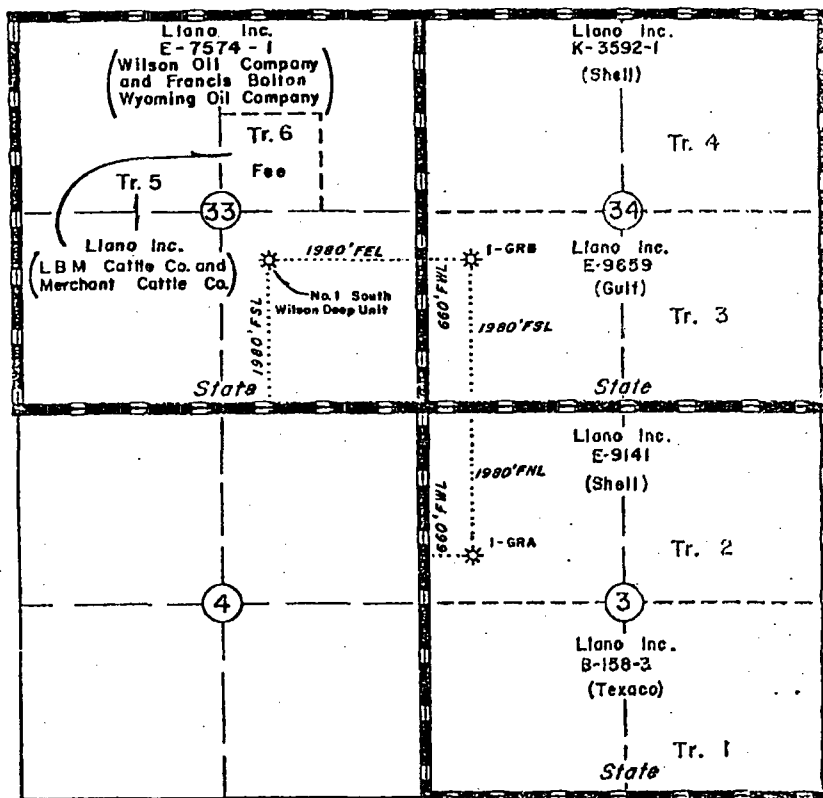 Llano Inc.
E-7574-1
(Wilson Oil Company
and Francis Bolton
Wyoming Oil Company)
Tr. 6
Fee
Tr. 5
33
Llano Inc.
(L B M Cattle Co. and
Merchant Cattle Co.)
1980' FEL
1980' FSL
No. 1 South
Wilson Deep Unit
State
Llano Inc.
K-3592-1
(Shell)
Tr. 4
34
1-GRB
Llano Inc.
E-9659
(Gulf)
660' FWL
1980' FSL
Tr. 3
State
Llano Inc.
E-9141
(Shell)
1980' FNL
660' FWL
1-GRA
Tr. 2
4
3
Llano Inc.
B-158-3
(Texaco)
Tr. 1
State